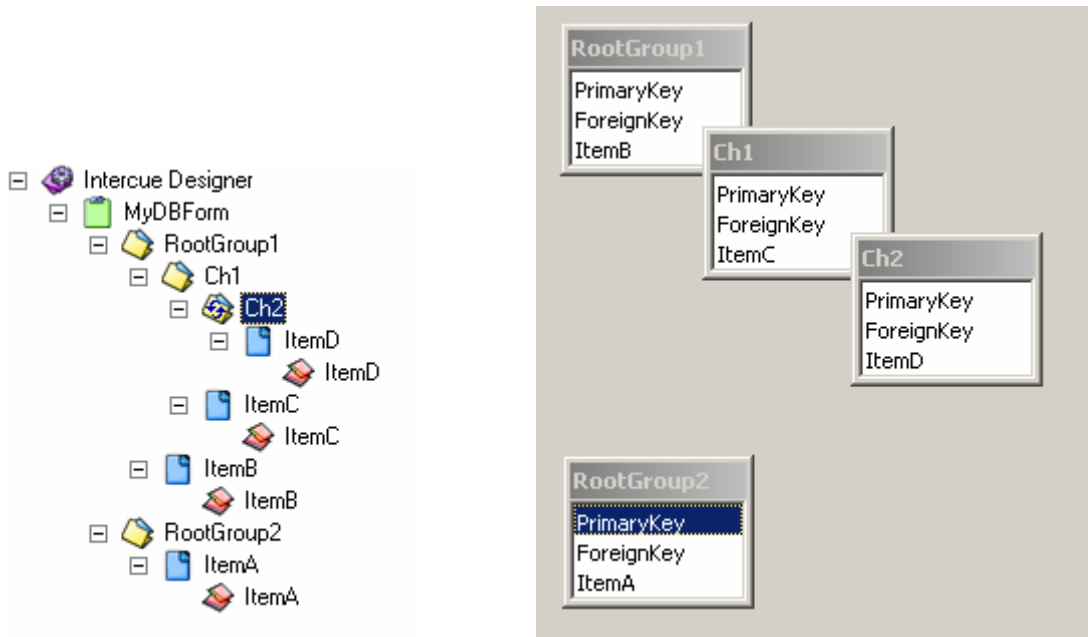 Intercue Designer
MyDBForm
RootGroup1
Ch1
Ch2
ItemD
ItemD
ItemC
ItemC
ItemB
ItemB
RootGroup2
ItemA
ItemA
RootGroup1
PrimaryKey
ForeignKey
ItemB
Ch1
PrimaryKey
ForeignKey
ItemC
Ch2
PrimaryKey
ForeignKey
ItemD
RootGroup2
PrimaryKey
ForeignKey
ItemA